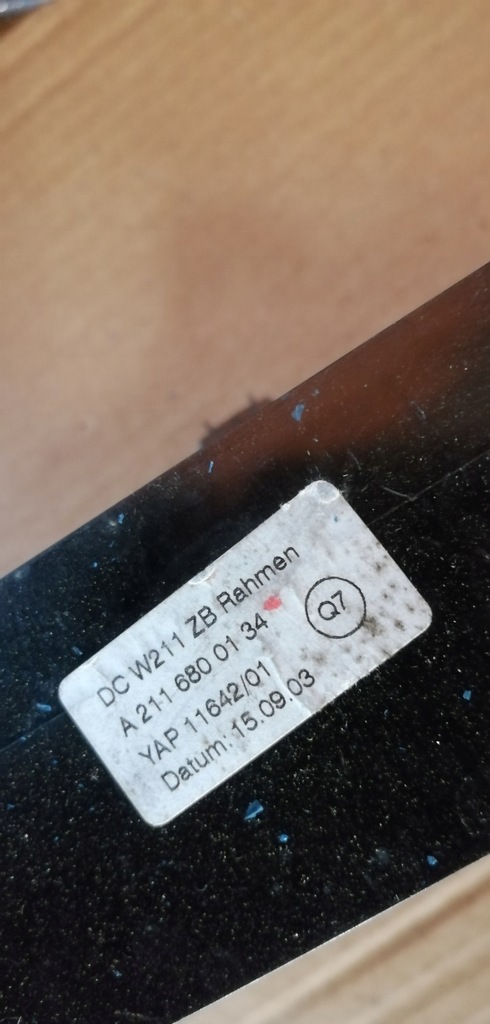 DC W211 ZB Rahmen
A 211 680 01 34
Q7
YAP 11642/01
Datum. 15.09.03